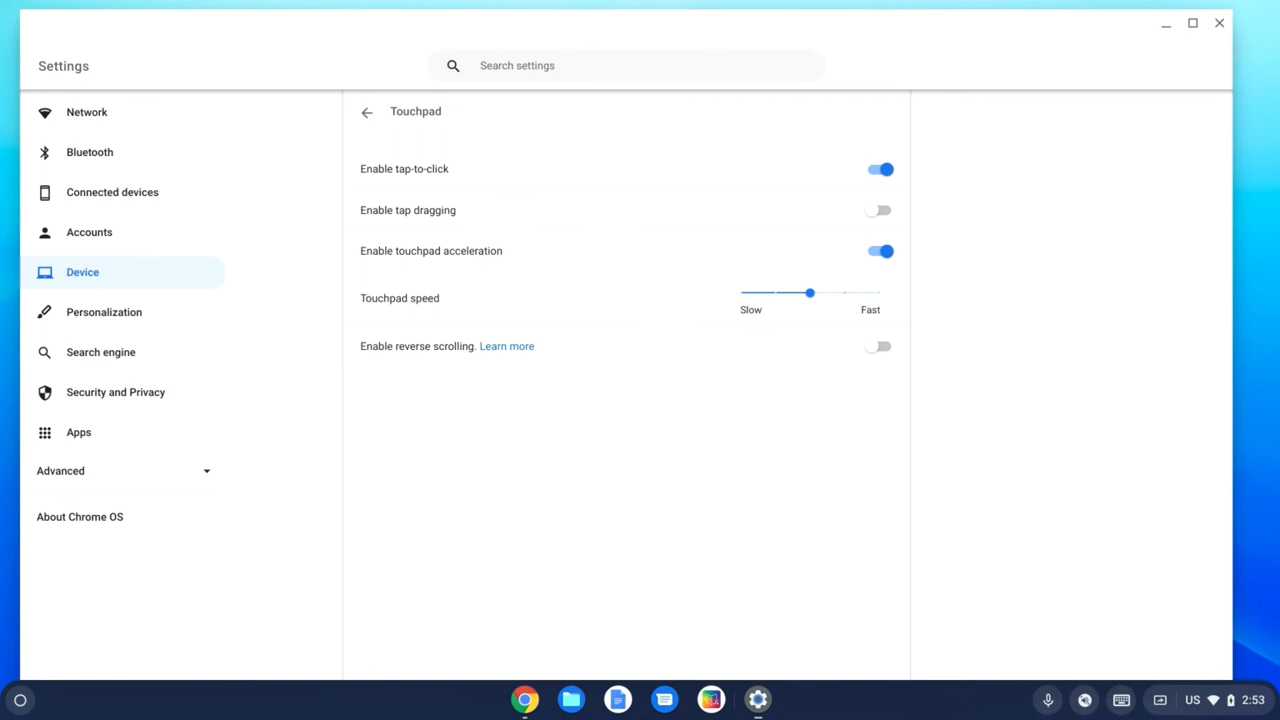 Settings
Search settings
Network
Bluetooth
Connected devices
Accounts
Device
Personalization
Search engine
Security and Privacy
Apps
Advanced
About Chrome OS
Touchpad
Enable tap-to-click
Enable tap dragging
Enable touchpad acceleration
Touchpad speed
Slow Fast
Enable reverse scrolling. Learn more
US 2:53